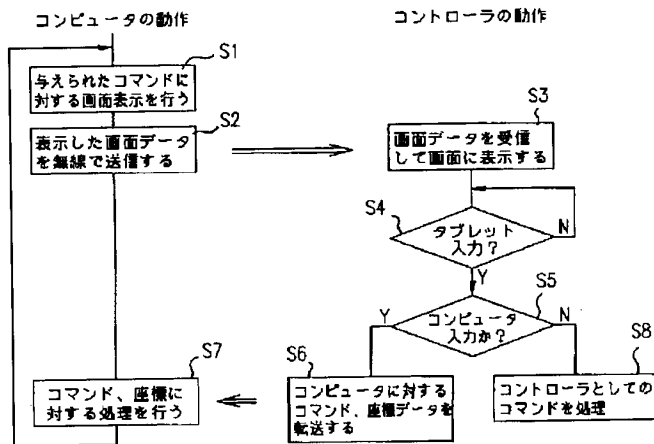 コンピュータの動作
S1
与えられたコマンドに
対する画面表示を行う
S2
表示した画面データ
を無線で送信する
S7
コマンド、座標に
対する処理を行う
コントローラの動作
S3
画面データを受信
して画面に表示する
S4
タブレット
入力？
N
Y
S5
コンピュータ
入力か？
Y
N
S6
コンピュータに対する
コマンド、座標データを
転送する
S8
コントローラとしての
コマンドを処理